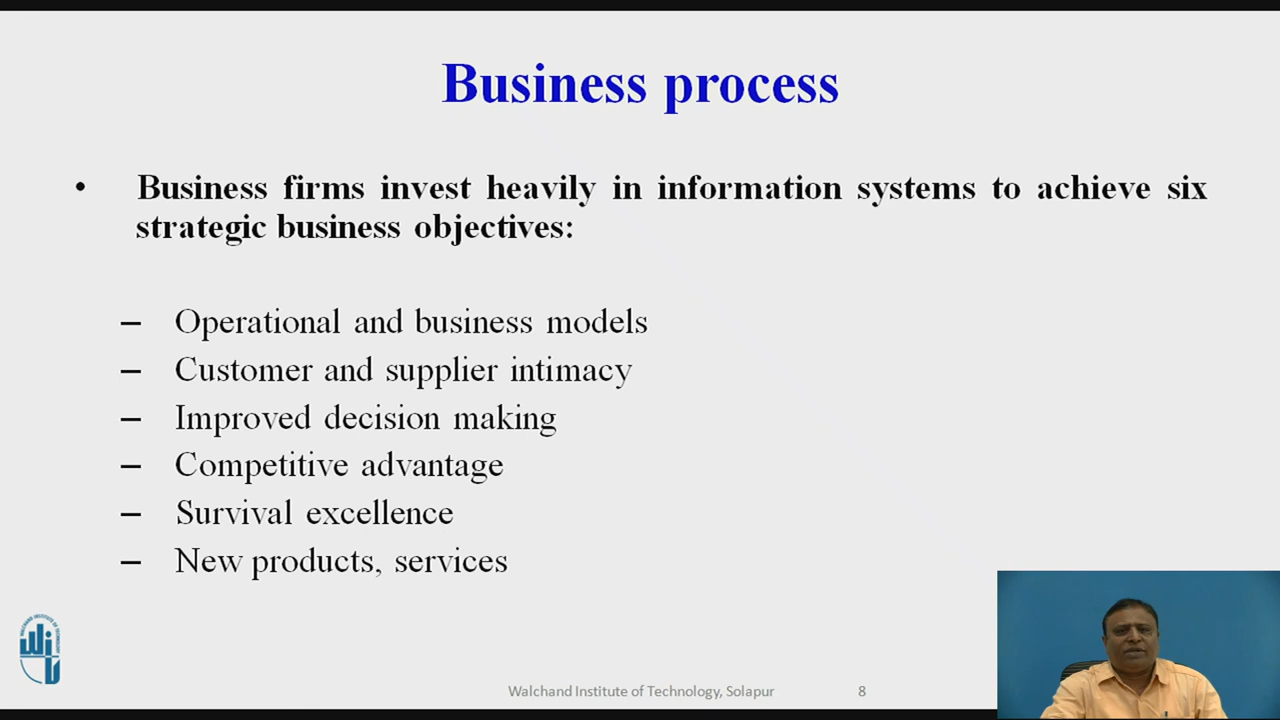 Business process
• Business firms invest heavily in information systems to achieve six
strategic business objectives:
– Operational and business models
– Customer and supplier intimacy
– Improved decision making
– Competitive advantage
– Survival excellence
– New products, services
Walchand Institute of Technology, Solapur 8